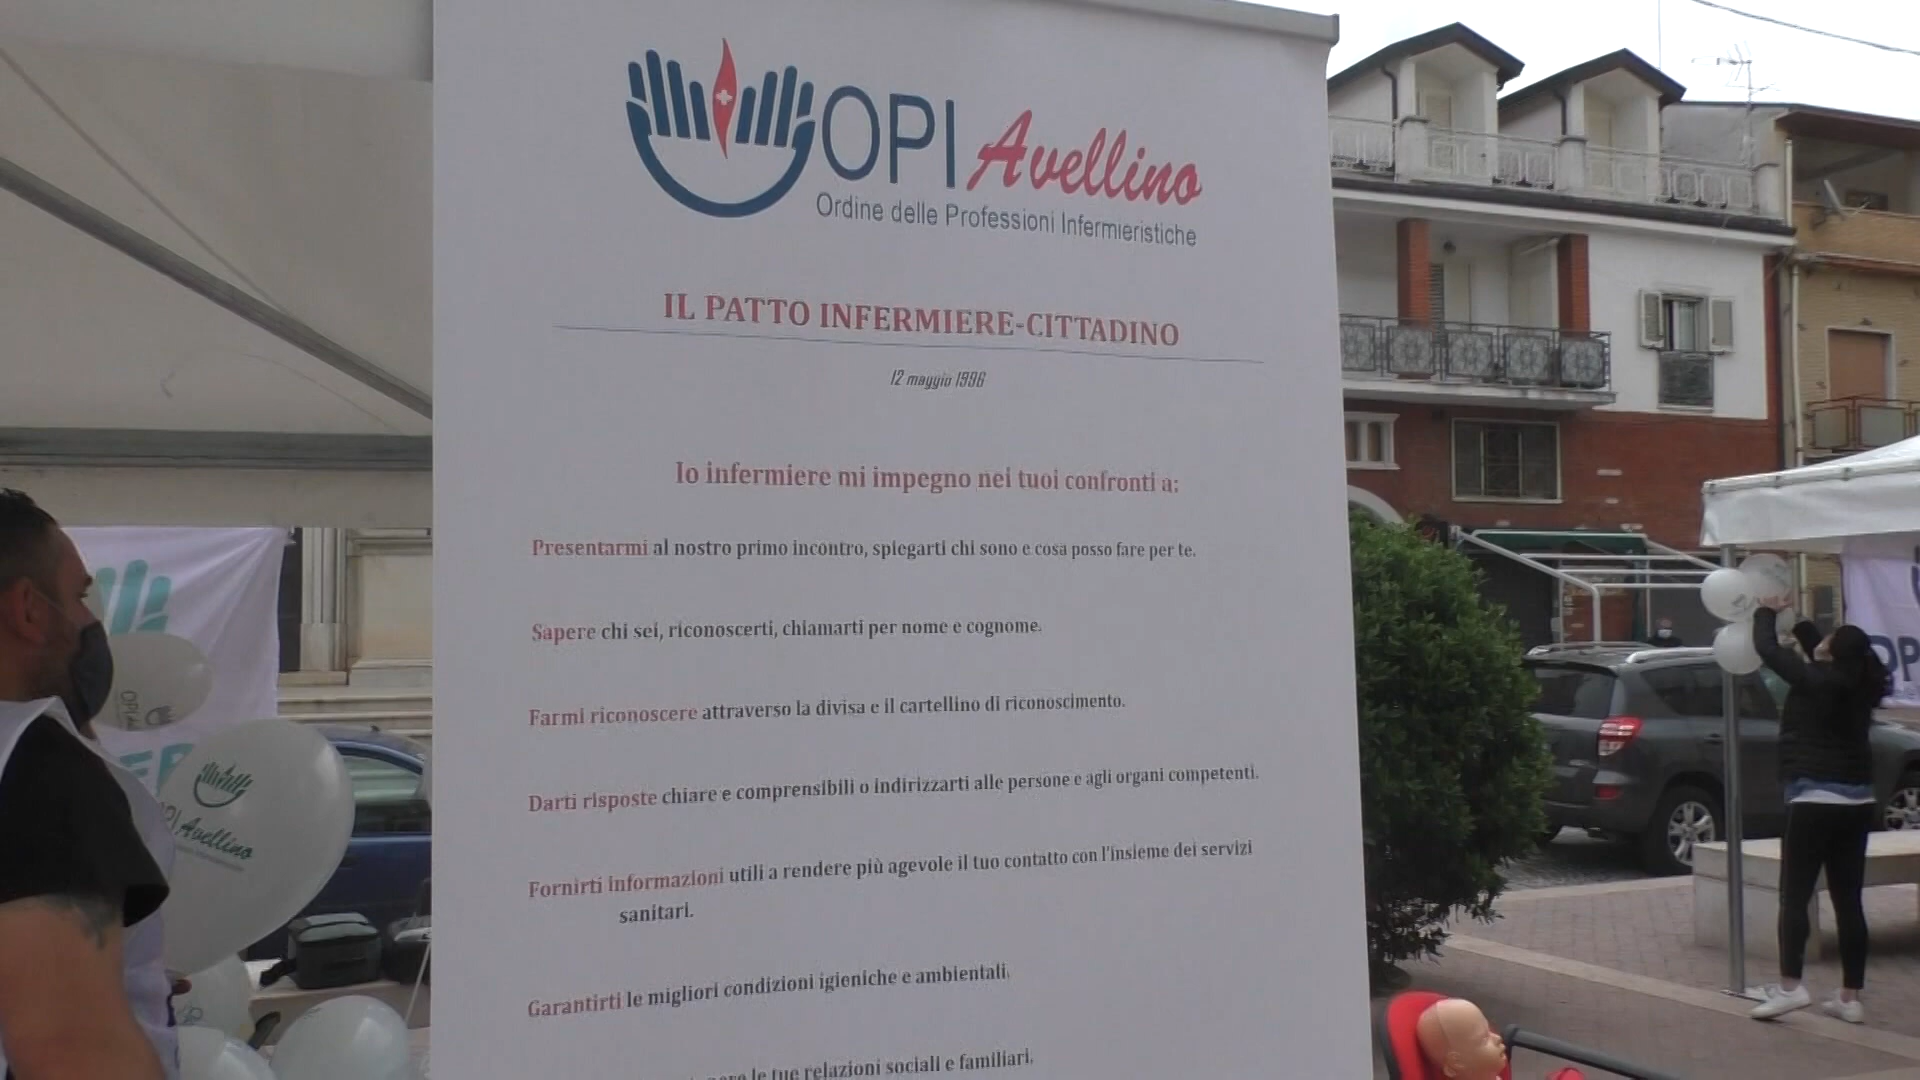 OPI Avellino
Ordine delle Professioni Infermieristiche
IL PATTO INFERMIERE-CITTADINO
12 maggio 1996
Io infermiere mi impegno nei tuoi confronti a:
Presentarmi al nostro primo incontro, spiegarti chi sono e cosa posso fare per te.
Sapere chi sei, riconoscerti, chiamarti per nome e cognome.
Farmi riconoscere attraverso la divisa e il cartellino di riconoscimento.
Darti risposte chiare e comprensibili o indirizzarti alle persone e agli organi competenti.
Fornirti informazioni utili a rendere più agevole il tuo contatto con l'insieme dei servizi
sanitari.
Garantirti le migliori condizioni igieniche e ambientali.
le tue relazioni sociali e familiari.
OPI Avellino
OP